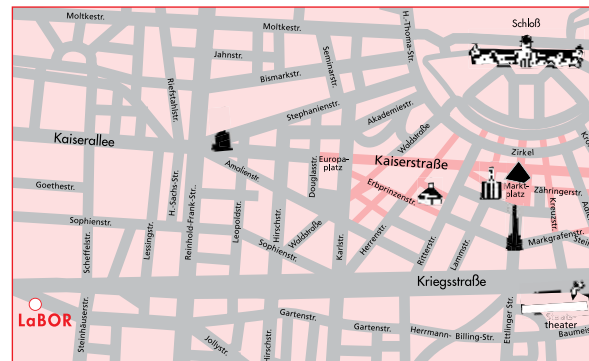 Moltkestr.
Moltkestr.
H.-Thoma-Str.
Schloß
Jahnstr.
Seminarstr.
Bismarkstr.
Riefstahlstr.
Stephanienstr.
Akademiestr.
Waldstraße
Kaiserallee
Kaiserstraße
Zirkel
Amalienstr.
Europa-
platz
Douglasstr.
Erbprinzenstr.
Markt-
platz
Zähringerstr.
Kreuzstr.
Goethestr.
H.-Sachs-Str.
Reinhold-Frank-Str.
Leopoldstr.
Hirschstr.
Waldstraße
Karlstr.
Herrenstr.
Ritterstr.
Lammstr.
Markgrafenstr.
Sophienstr.
Sophienstr.
Scheffelstr.
Lessingstr.
Kriegsstraße
LaBOR
Steinhäuserstr.
Jollystr.
Hirschstr.
Gartenstr.
Gartenstr.
Herrmann-
Billing-Str.
Ettlinger Str.
Staats-
theater